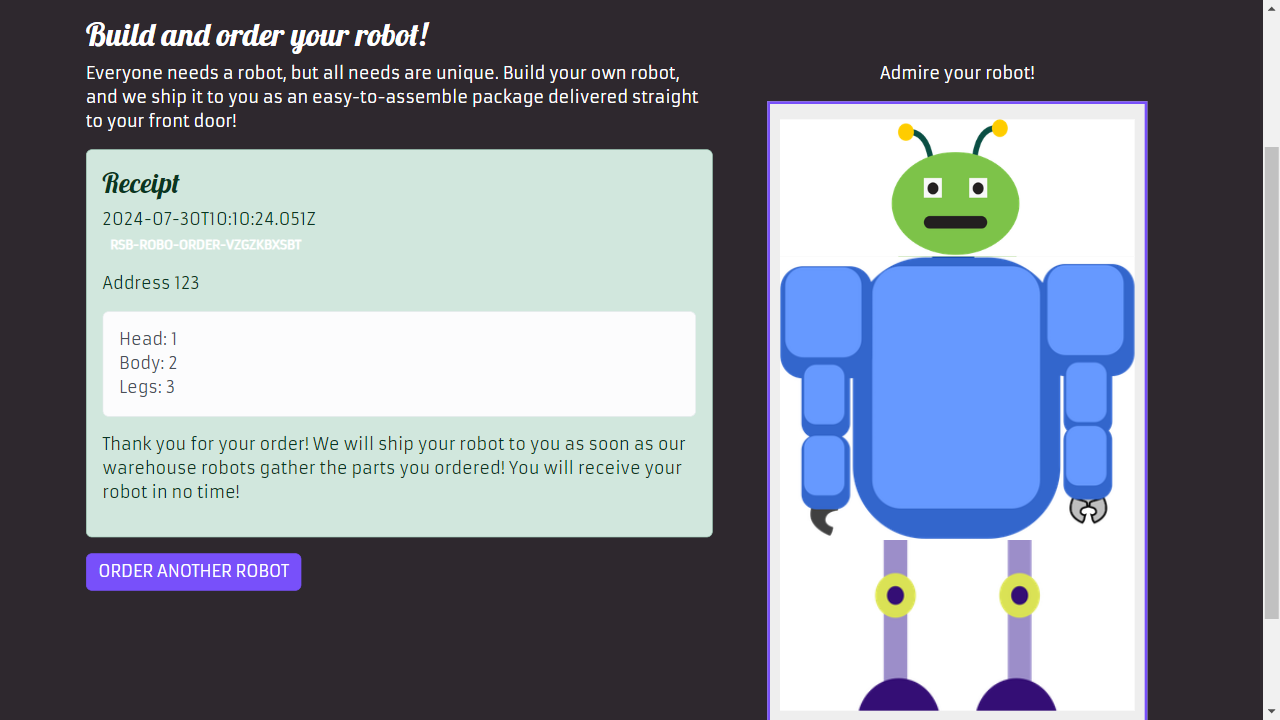 Build and order your robot!
Everyone needs a robot, but all needs are unique. Build your own robot,
and we ship it to you as an easy-to-assemble package delivered straight
to your front door!
Receipt
2024-07-30T10:10:24.051Z
RSB-ROBO-ORDER-VZGZKBXSBT
Address 123
Head: 1
Body: 2
Legs: 3
Thank you for your order! We will ship your robot to you as soon as our
warehouse robots gather the parts you ordered! You will receive your
robot in no time!
ORDER ANOTHER ROBOT
Admire your robot!